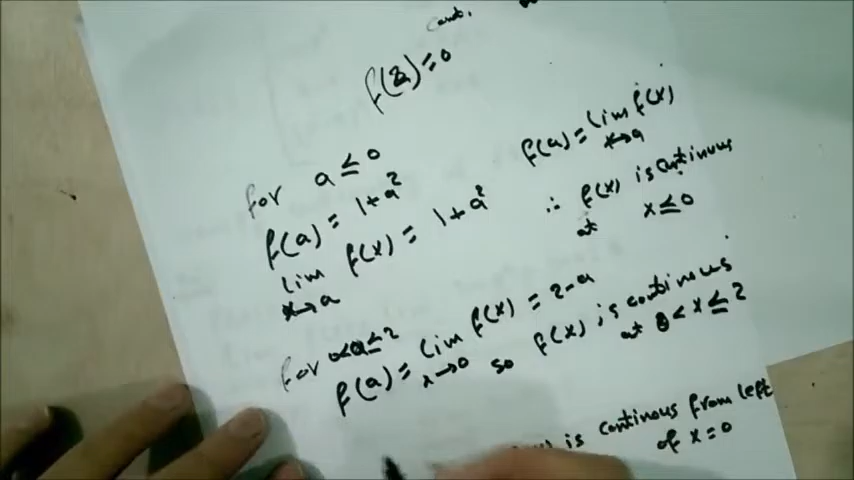 cont.
f(2) = 0
for a ≤ 0
f(a) = 1+a²
lim f(x) = 1+a²
x→a
f(a) = lim f(x)
x→a
∴ f(x) is continuous
at x ≤ 0
for 0<a≤2
f(a) = lim f(x) = 2-a
x→0
so f(x) is continuous
at 0 < x ≤ 2
is continous from left
of x=0